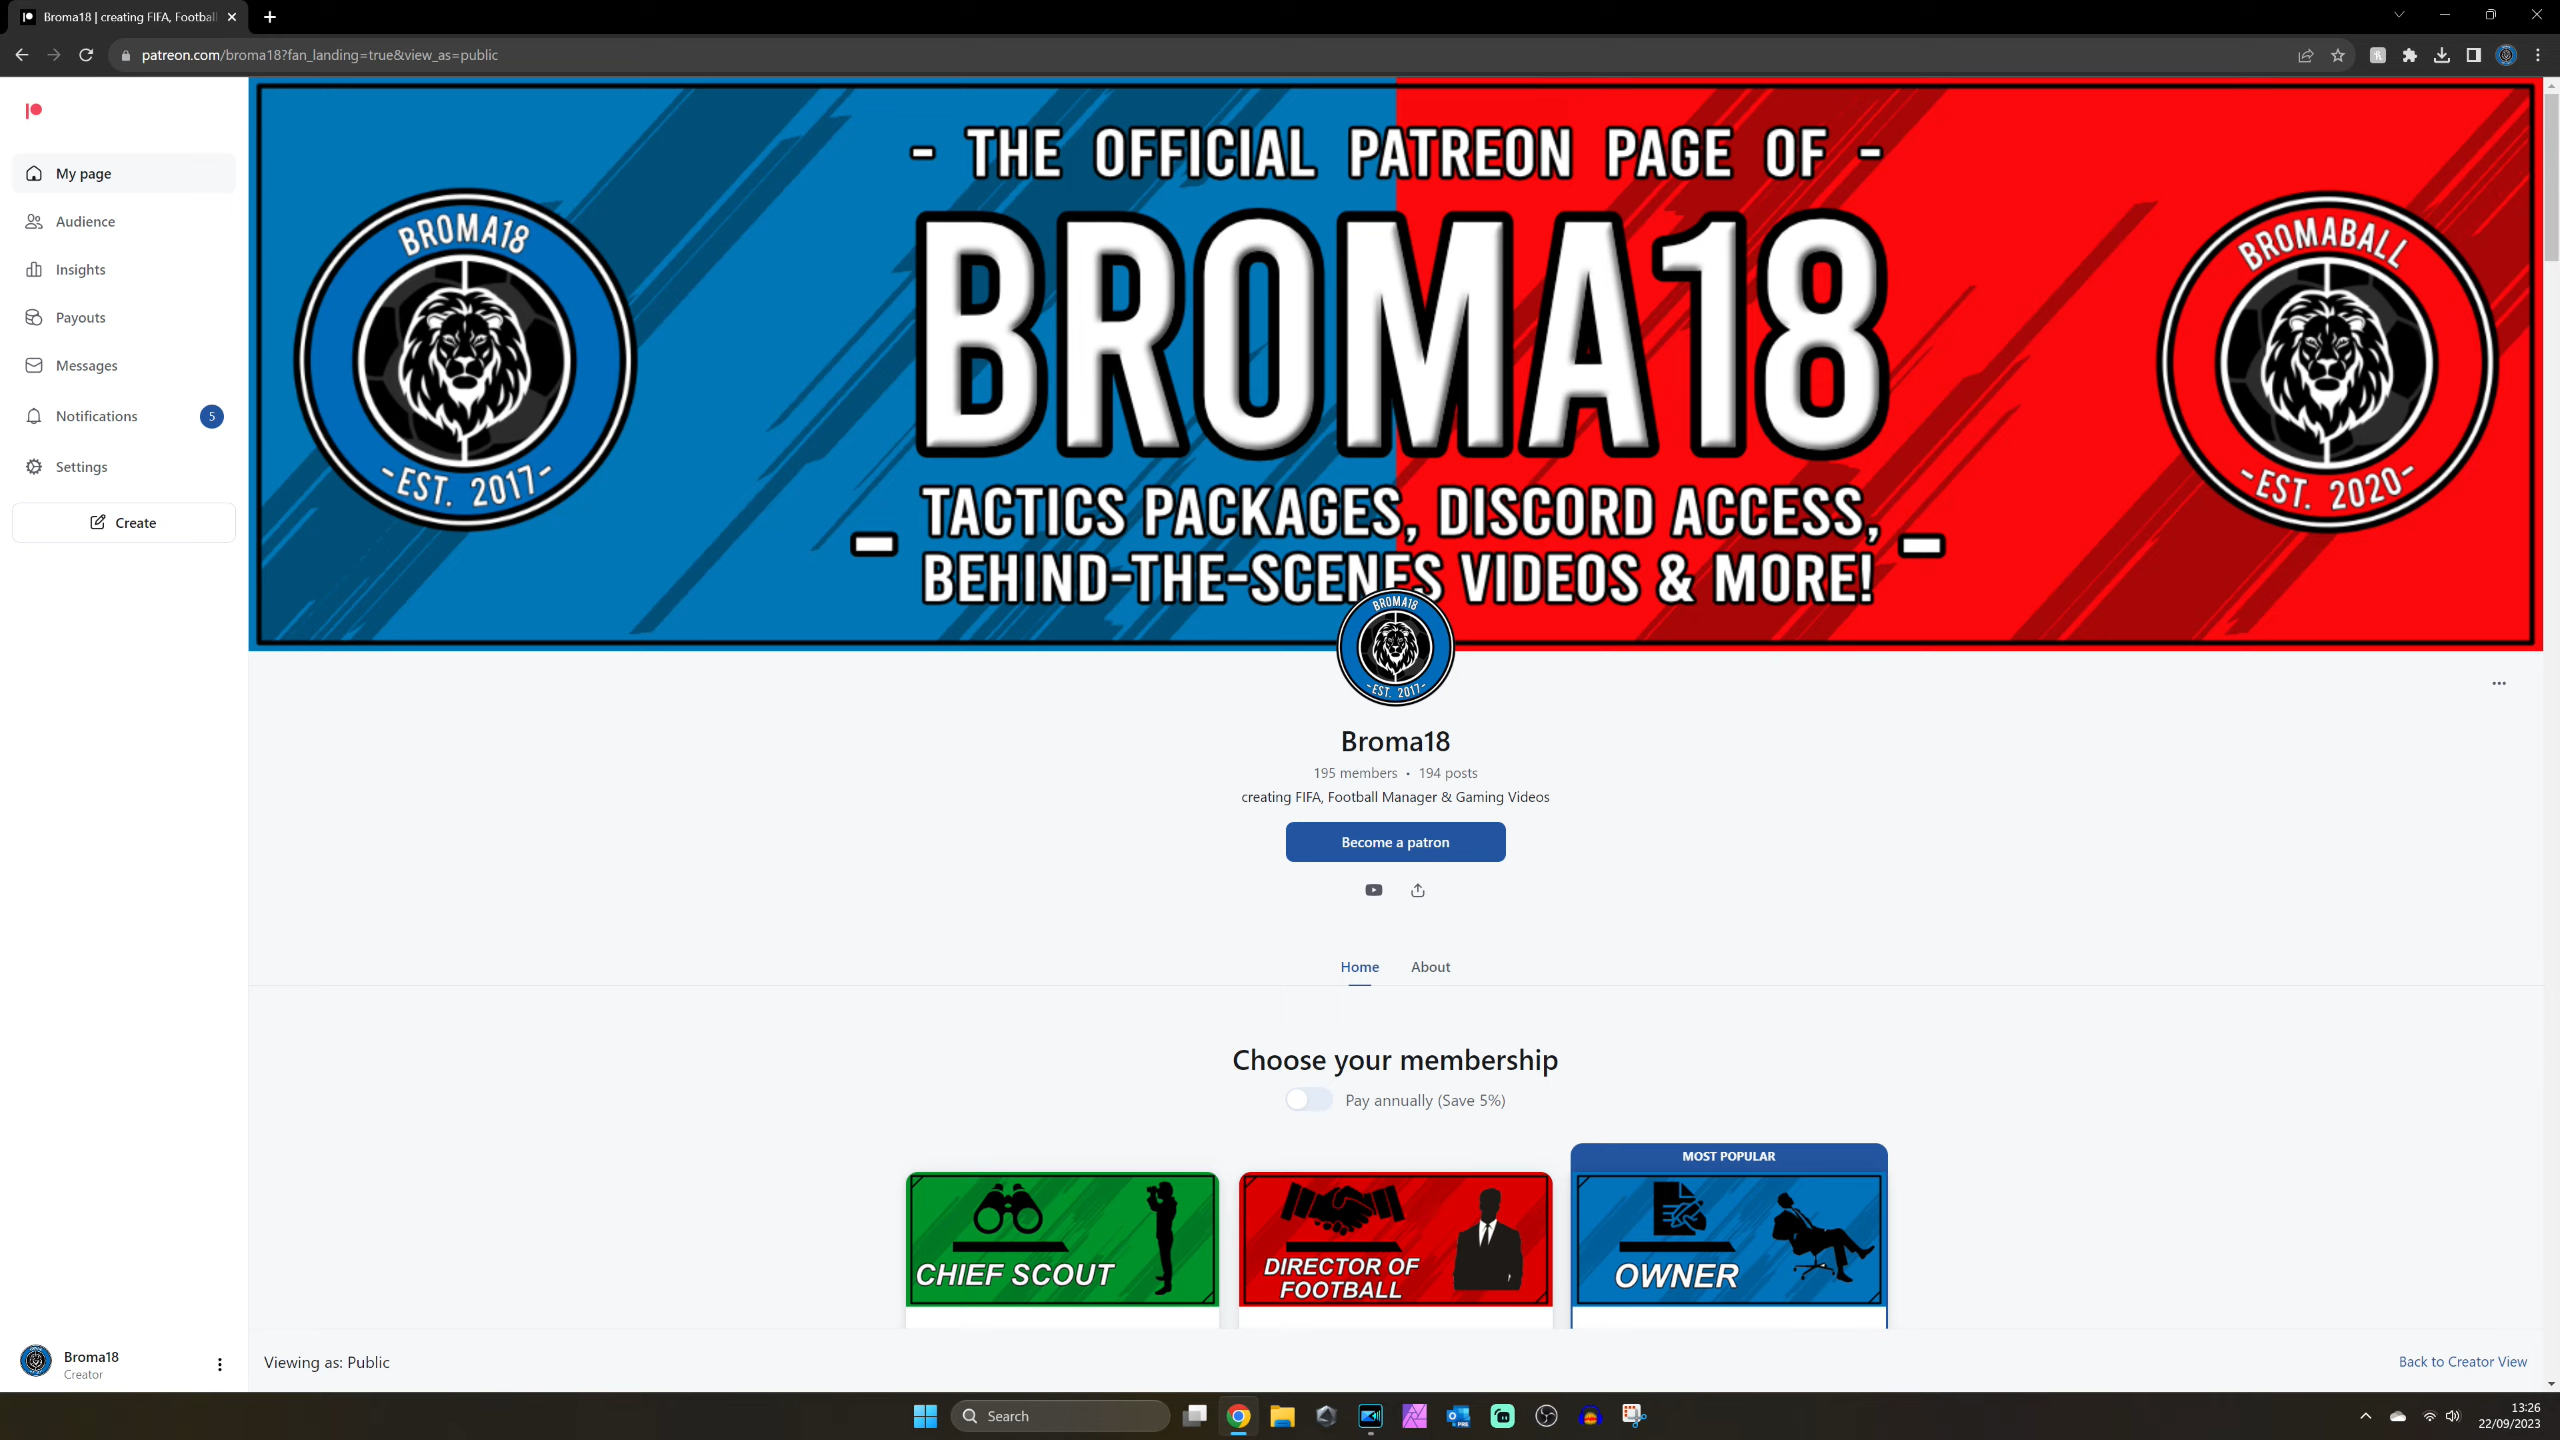 Broma18 | creating FIFA, Football
patreon.com/broma18?fan_landing=true&view_as=public
My page
Audience
Insights
Payouts
Messages
Notifications 5
Settings
Create
- THE OFFICIAL PATREON PAGE OF -
BROMA18
- TACTICS PACKAGES, DISCORD ACCESS, -
BEHIND-THE-SCENES VIDEOS & MORE!
BROMA18
-EST. 2017-
BROMABALL
-EST. 2020-
BROMA18
-EST. 2017-
Broma18
195 members • 194 posts
creating FIFA, Football Manager & Gaming Videos
Become a patron
Home About
Choose your membership
Pay annually (Save 5%)
MOST POPULAR
CHIEF SCOUT
DIRECTOR OF
FOOTBALL
OWNER
Broma18
Creator
Viewing as: Public
Back to Creator View
Search
PRE
13:26
22/09/2023